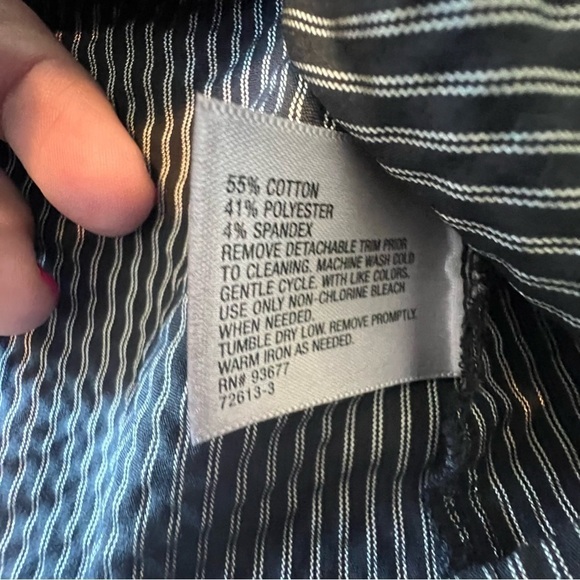 55% COTTON
41% POLYESTER
4% SPANDEX
REMOVE DETACHABLE TRIM PRIOR
TO CLEANING. MACHINE WASH COLD
GENTLE CYCLE. WITH LIKE COLORS.
USE ONLY NON-CHLORINE BLEACH
WHEN NEEDED.
TUMBLE DRY LOW. REMOVE PROMPTLY.
WARM IRON AS NEEDED.
RN# 93677
72613-3